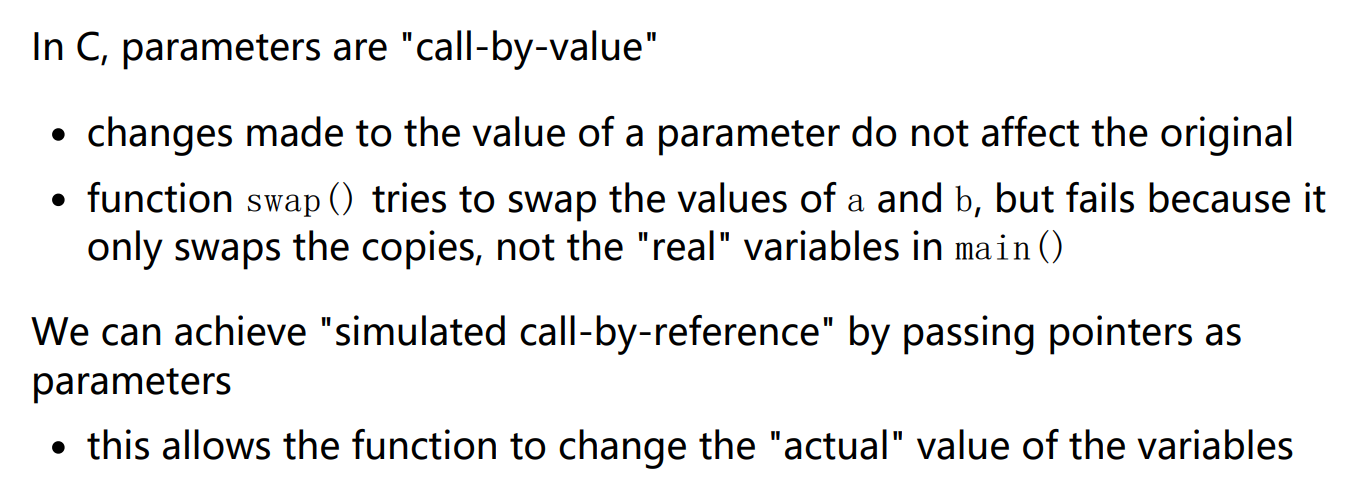 In C, parameters are "call-by-value"
• changes made to the value of a parameter do not affect the original
• function swap() tries to swap the values of a and b, but fails because it
only swaps the copies, not the "real" variables in main()
We can achieve "simulated call-by-reference" by passing pointers as
parameters
• this allows the function to change the "actual" value of the variables